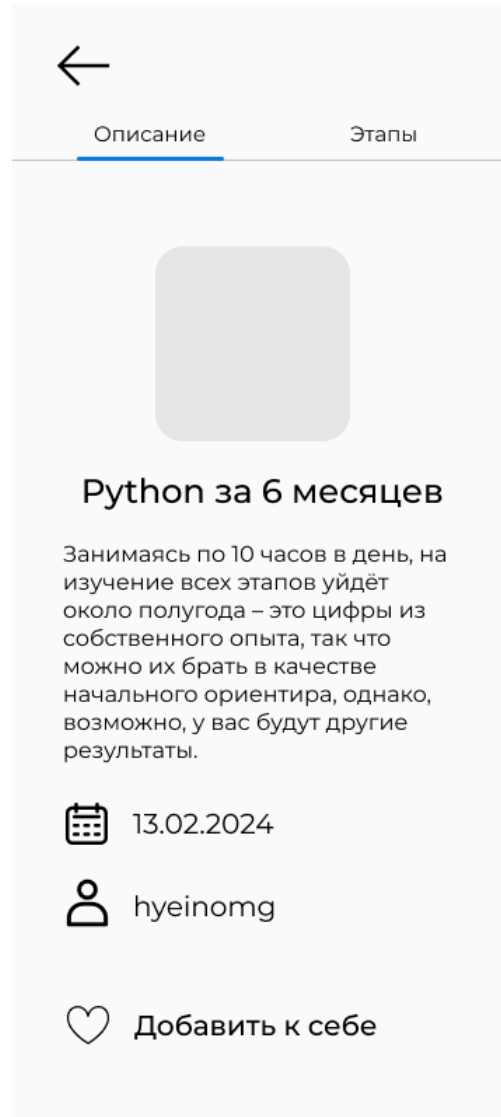 Описание Этапы
Python за 6 месяцев
Занимаясь по 10 часов в день, на
изучение всех этапов уйдёт
около полугода – это цифры из
собственного опыта, так что
можно их брать в качестве
начального ориентира, однако,
возможно, у вас будут другие
результаты.
13.02.2024
hyeinomg
Добавить к себе